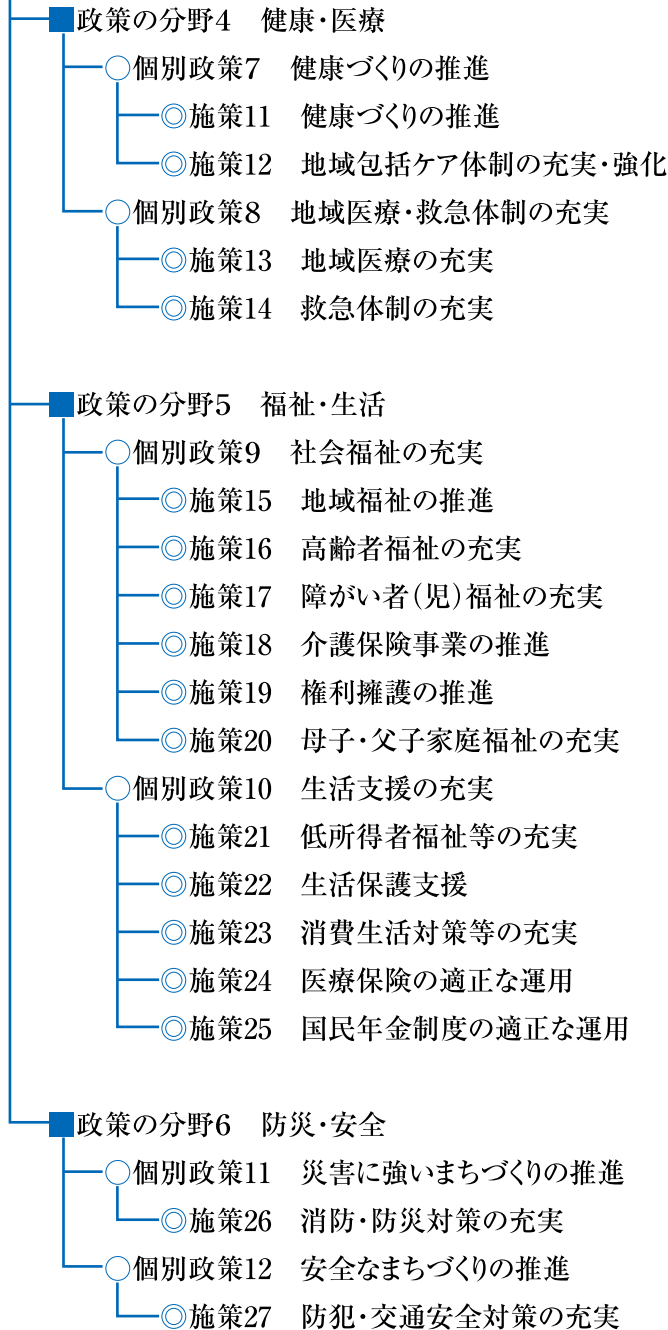 ■政策の分野4　健康・医療
○個別政策7　健康づくりの推進
◎施策11　健康づくりの推進
◎施策12　地域包括ケア体制の充実・強化
○個別政策8　地域医療・救急体制の充実
◎施策13　地域医療の充実
◎施策14　救急体制の充実
■政策の分野5　福祉・生活
○個別政策9　社会福祉の充実
◎施策15　地域福祉の推進
◎施策16　高齢者福祉の充実
◎施策17　障がい者(児)福祉の充実
◎施策18　介護保険事業の推進
◎施策19　権利擁護の推進
◎施策20　母子・父子家庭福祉の充実
○個別政策10　生活支援の充実
◎施策21　低所得者福祉等の充実
◎施策22　生活保護支援
◎施策23　消費生活対策等の充実
◎施策24　医療保険の適正な運用
◎施策25　国民年金制度の適正な運用
■政策の分野6　防災・安全
○個別政策11　災害に強いまちづくりの推進
◎施策26　消防・防災対策の充実
○個別政策12　安全なまちづくりの推進
◎施策27　防犯・交通安全対策の充実